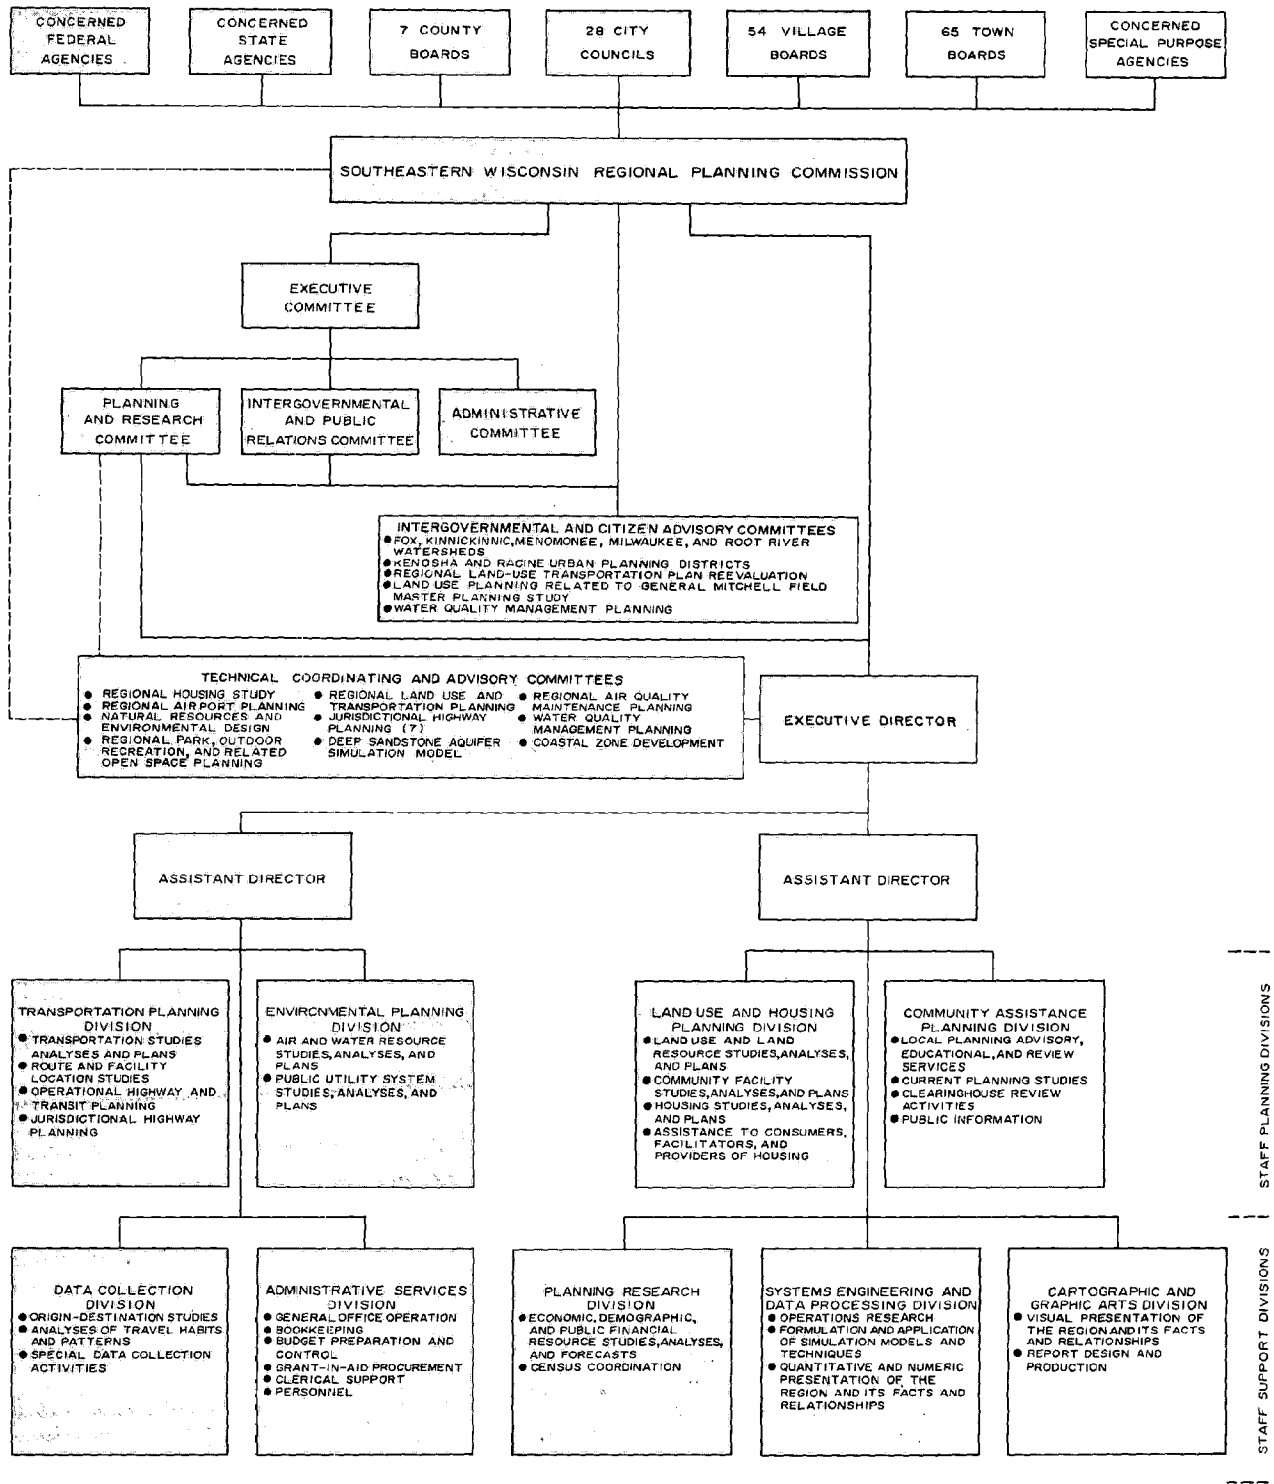 CONCERNED
FEDERAL
AGENCIES
CONCERNED
STATE
AGENCIES
7 COUNTY
BOARDS
28 CITY
COUNCILS
54 VILLAGE
BOARDS
65 TOWN
BOARDS
CONCERNED
SPECIAL PURPOSE
AGENCIES
SOUTHEASTERN WISCONSIN REGIONAL PLANNING COMMISSION
EXECUTIVE
COMMITTEE
PLANNING
AND RESEARCH
COMMITTEE
INTERGOVERNMENTAL
AND PUBLIC
RELATIONS COMMITTEE
ADMINISTRATIVE
COMMITTEE
INTERGOVERNMENTAL AND CITIZEN ADVISORY COMMITTEES
● FOX, KINNICKINNIC, MENOMONEE, MILWAUKEE, AND ROOT RIVER
WATERSHEDS
● KENOSHA AND RACINE URBAN PLANNING DISTRICTS
● REGIONAL LAND-USE TRANSPORTATION PLAN REEVALUATION
● LAND USE PLANNING RELATED TO GENERAL MITCHELL FIELD
MASTER PLANNING STUDY
● WATER QUALITY MANAGEMENT PLANNING
TECHNICAL COORDINATING AND ADVISORY COMMITTEES
● REGIONAL HOUSING STUDY
● REGIONAL AIRPORT PLANNING
● NATURAL RESOURCES AND
ENVIRONMENTAL DESIGN
● REGIONAL PARK, OUTDOOR
RECREATION, AND RELATED
OPEN SPACE PLANNING
● REGIONAL LAND USE AND
TRANSPORTATION PLANNING
● JURISDICTIONAL HIGHWAY
PLANNING (7)
● DEEP SANDSTONE AQUIFER
SIMULATION MODEL
● REGIONAL AIR QUALITY
MAINTENANCE PLANNING
● WATER QUALITY
MANAGEMENT PLANNING
● COASTAL ZONE DEVELOPMENT
EXECUTIVE DIRECTOR
ASSISTANT DIRECTOR
ASSISTANT DIRECTOR
TRANSPORTATION PLANNING
DIVISION
● TRANSPORTATION STUDIES
ANALYSES AND PLANS
● ROUTE AND FACILITY
LOCATION STUDIES
● OPERATIONAL HIGHWAY AND
TRANSIT PLANNING
● JURISDICTIONAL HIGHWAY
PLANNING
ENVIRONMENTAL PLANNING
DIVISION
● AIR AND WATER RESOURCE
STUDIES, ANALYSES, AND
PLANS
● PUBLIC UTILITY SYSTEM
STUDIES, ANALYSES, AND
PLANS
LAND USE AND HOUSING
PLANNING DIVISION
● LAND USE AND LAND
RESOURCE STUDIES, ANALYSES,
AND PLANS
● COMMUNITY FACILITY
STUDIES, ANALYSES, AND PLANS
● HOUSING STUDIES, ANALYSES,
AND PLANS
● ASSISTANCE TO CONSUMERS,
FACILITATORS, AND
PROVIDERS OF HOUSING
COMMUNITY ASSISTANCE
PLANNING DIVISION
● LOCAL PLANNING ADVISORY,
EDUCATIONAL, AND REVIEW
SERVICES
● CURRENT PLANNING STUDIES
● CLEARINGHOUSE REVIEW
ACTIVITIES
● PUBLIC INFORMATION
STAFF PLANNING DIVISIONS
DATA COLLECTION
DIVISION
● ORIGIN-DESTINATION STUDIES
● ANALYSES OF TRAVEL HABITS
AND PATTERNS
● SPECIAL DATA COLLECTION
ACTIVITIES
ADMINISTRATIVE SERVICES
DIVISION
● GENERAL OFFICE OPERATION
● BOOKKEEPING
● BUDGET PREPARATION AND
CONTROL
● GRANT-IN-AID PROCUREMENT
● CLERICAL SUPPORT
● PERSONNEL
PLANNING RESEARCH
DIVISION
● ECONOMIC, DEMOGRAPHIC,
AND PUBLIC FINANCIAL
RESOURCE STUDIES, ANALYSES,
AND FORECASTS
● CENSUS COORDINATION
SYSTEMS ENGINEERING AND
DATA PROCESSING DIVISION
● OPERATIONS RESEARCH
● FORMULATION AND APPLICATION
OF SIMULATION MODELS AND
TECHNIQUES
● QUANTITATIVE AND NUMERIC
PRESENTATION OF THE
REGION AND ITS FACTS AND
RELATIONSHIPS
CARTOGRAPHIC AND
GRAPHIC ARTS DIVISION
● VISUAL PRESENTATION OF
THE REGION AND ITS FACTS
AND RELATIONSHIPS
● REPORT DESIGN AND
PRODUCTION
STAFF SUPPORT DIVISIONS